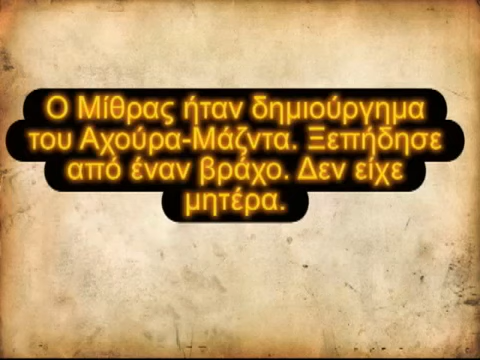 Ο Μίθρας ήταν δημιούργημα
του Αχούρα-Μάζντα. Ξεπήδησε
από έναν βράχο. Δεν είχε
μητέρα.